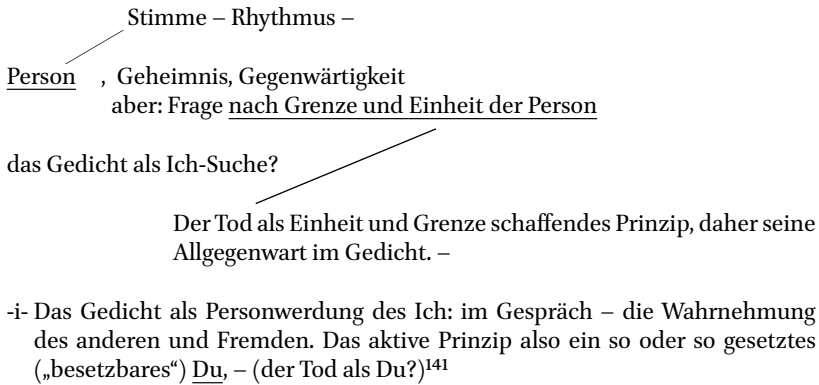 Stimme – Rhythmus –
Person , Geheimnis, Gegenwärtigkeit
aber: Frage nach Grenze und Einheit der Person
das Gedicht als Ich-Suche?
Der Tod als Einheit und Grenze schaffendes Prinzip, daher seine
Allgegenwart im Gedicht. –
-i- Das Gedicht als Personwerdung des Ich: im Gespräch – die Wahrnehmung
des anderen und Fremden. Das aktive Prinzip also ein so oder so gesetztes
(„besetzbares“) Du, – (der Tod als Du?)¹⁴¹